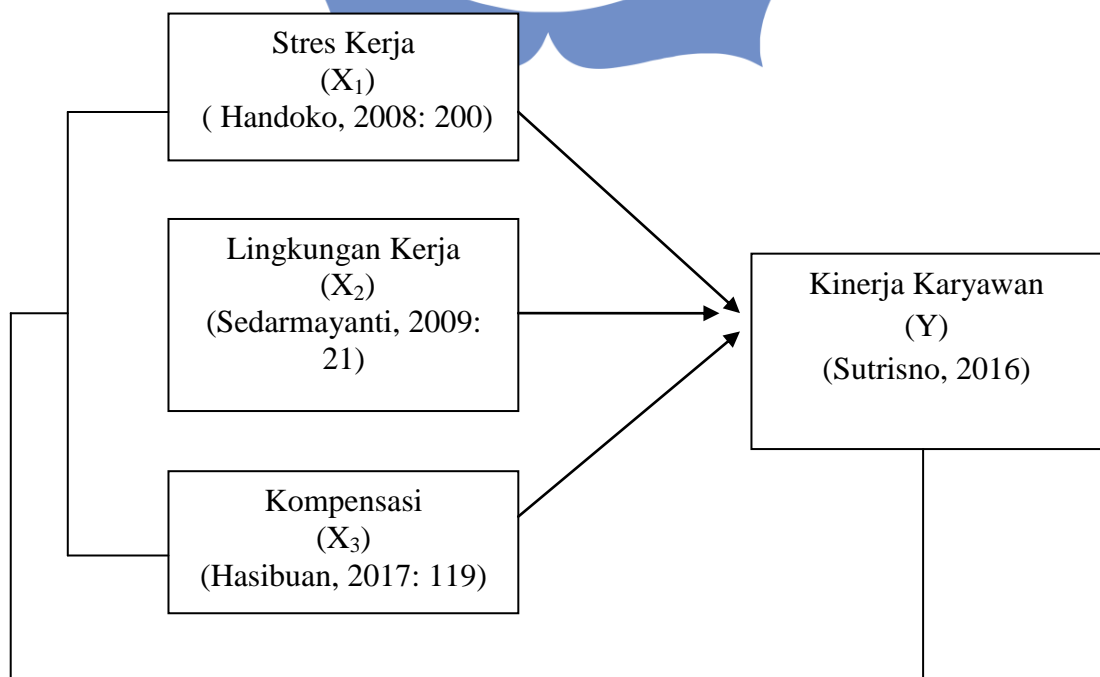 Stres Kerja
(X₁)
( Handoko, 2008: 200)
Lingkungan Kerja
(X₂)
(Sedarmayanti, 2009:
21)
Kompensasi
(X₃)
(Hasibuan, 2017: 119)
Kinerja Karyawan
(Y)
(Sutrisno, 2016)